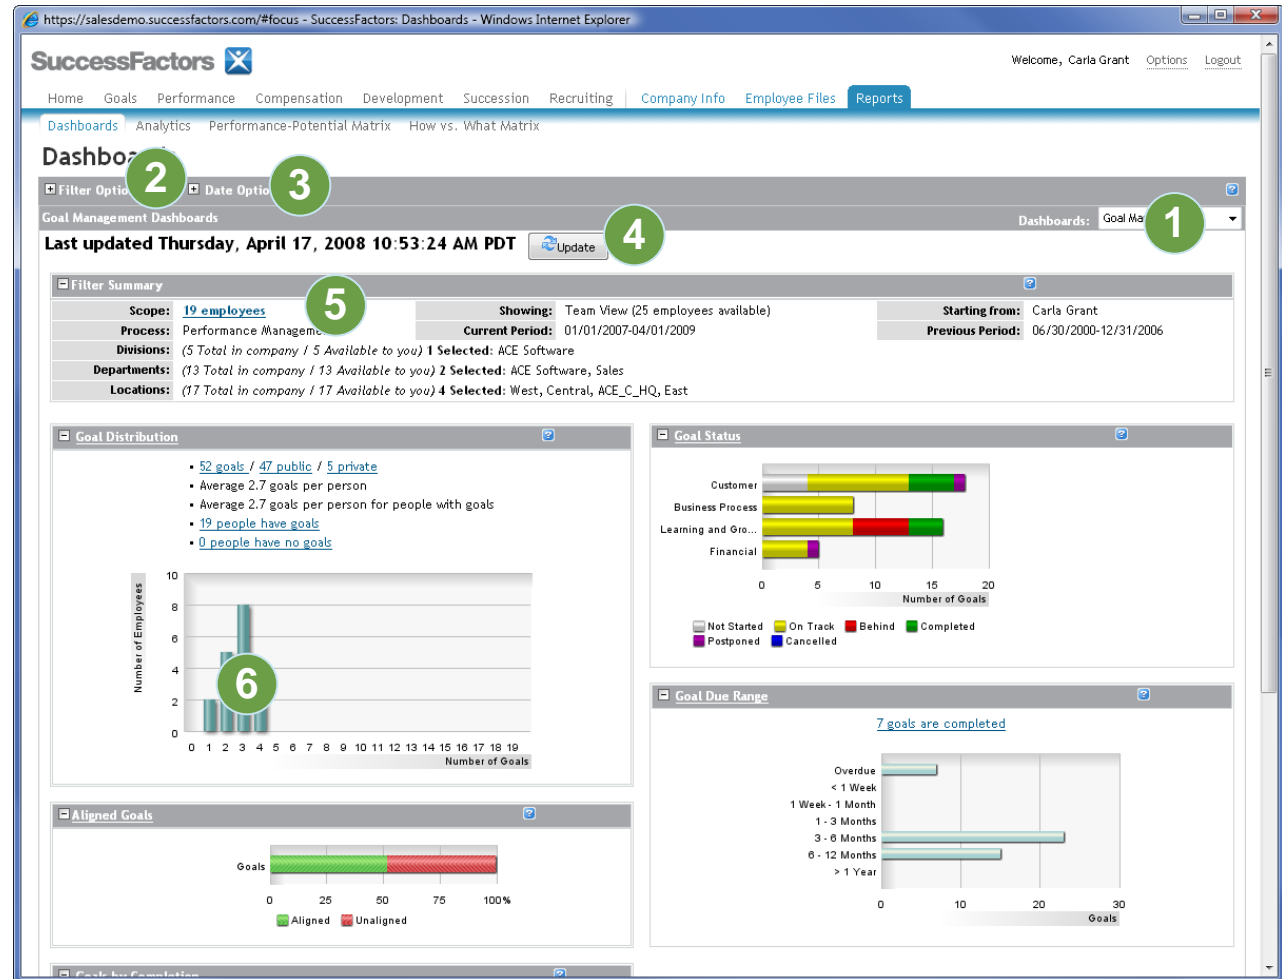 https://salesdemo.successfactors.com/#focus - SuccessFactors: Dashboards - Windows Internet Explorer
SuccessFactors
Welcome, Carla Grant Options Logout
Home Goals Performance Compensation Development Succession Recruiting Company Info Employee Files Reports
Dashboards Analytics Performance-Potential Matrix How vs. What Matrix
2 3
Filter Date
1
Goal Management Dashboards Dashboards: Goal
Last updated Thursday, April 17, 2008 10:53:24 AM PDT Update 4
Filter Summary
5
Scope: 19 employees Showing: Team View (25 employees available) Starting from: Carla Grant
Process: Performance Current Period: 01/01/2007-04/01/2009 Previous Period: 06/30/2000-12/31/2006
Divisions: (5 Total in company / 5 Available to you) 1 Selected: ACE Software
Departments: (13 Total in company / 13 Available to you) 2 Selected: ACE Software, Sales
Locations: (17 Total in company / 17 Available to you) 4 Selected: West, Central, ACE_C_HQ, East
Goal Distribution
52 goals / 47 public / 5 private
Average 2.7 goals per person
Average 2.7 goals per person for people with goals
19 people have goals
0 people have no goals
Number of Employees
10
8
6
4
2
0
6
0 1 2 3 4 5 6 7 8 9 10 11 12 13 14 15 16 17 18 19
Number of Goals
Goal Status
Customer
Business Process
Learning and Gro...
Financial
0 5 10 15 20
Number of Goals
Not Started On Track Behind Completed
Postponed Cancelled
Goal Due Range
7 goals are completed
Overdue
< 1 Week
1 Week - 1 Month
1 - 3 Months
3 - 6 Months
6 - 12 Months
> 1 Year
0 10 20 30
Goals
Aligned Goals
Goals
0 25 50 75 100%
Aligned Unaligned
Goals by Completion